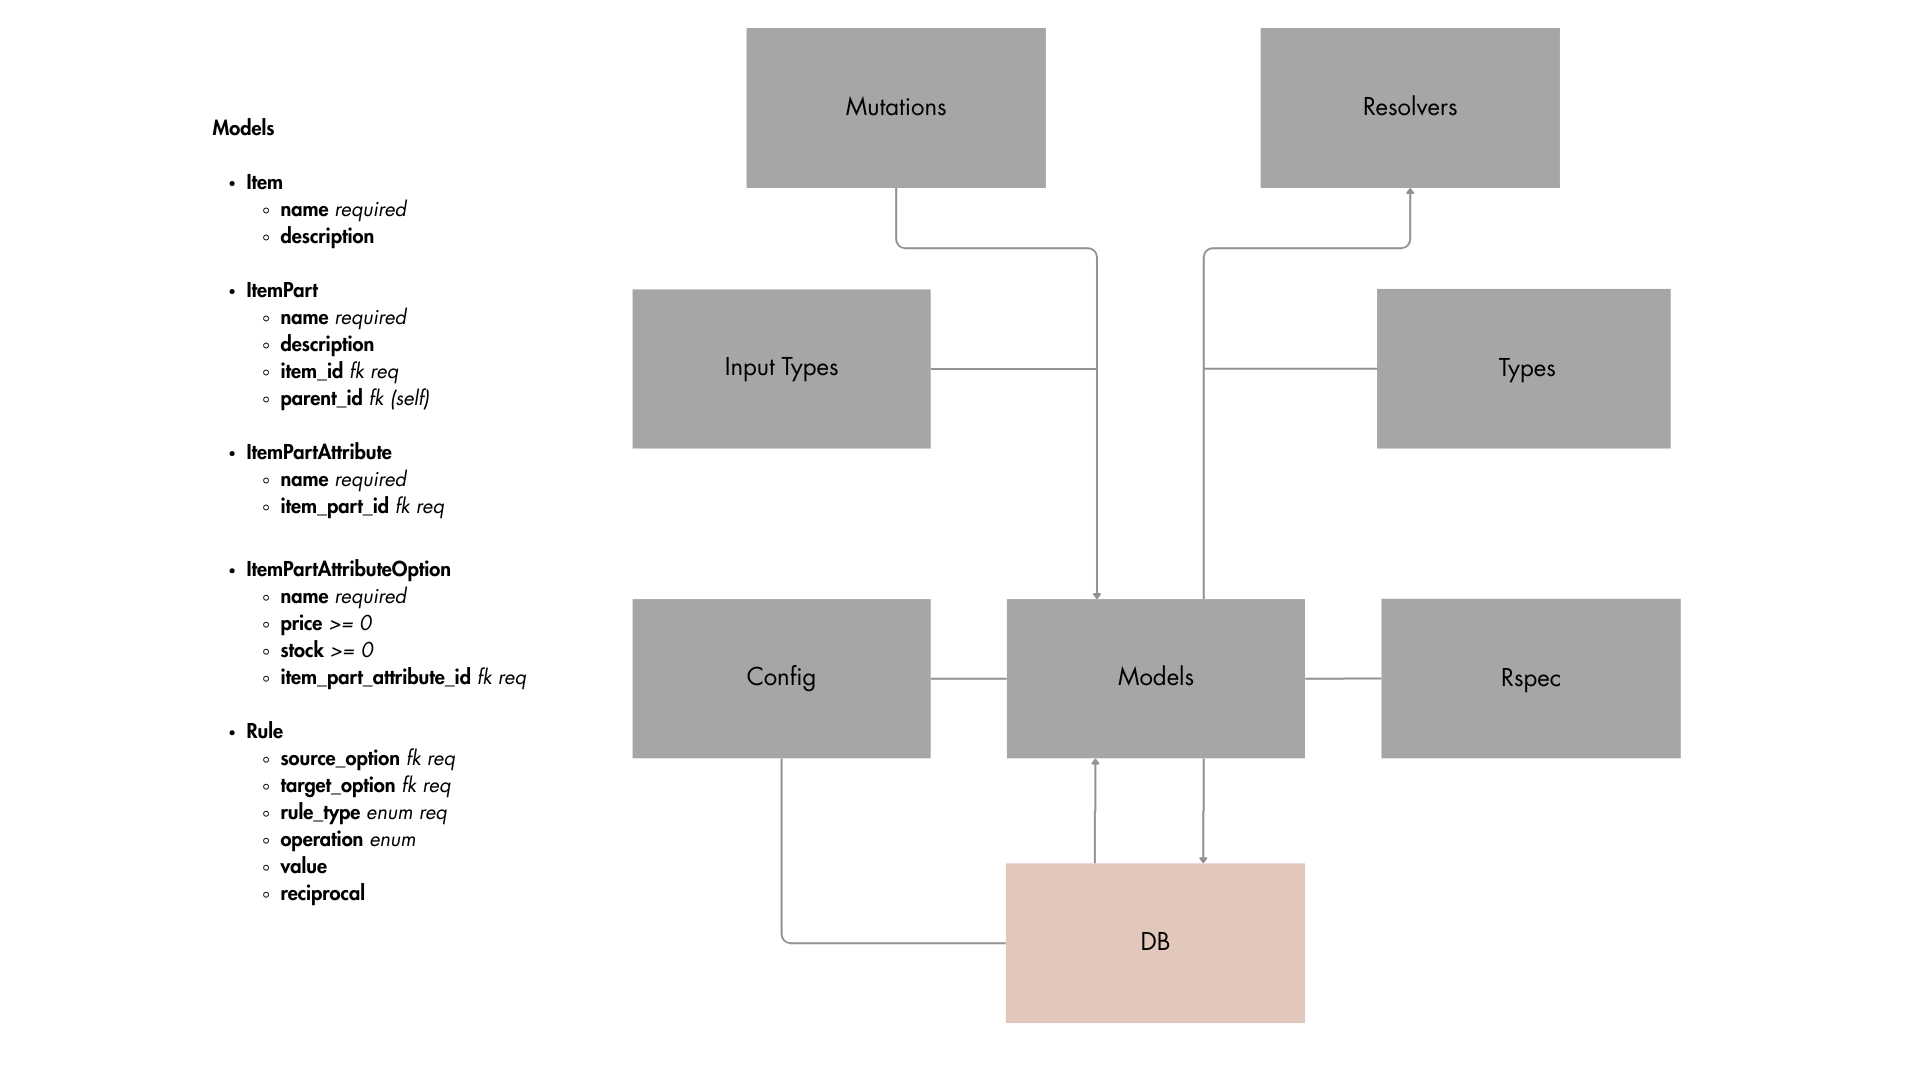 Models
Item
name required
description
ItemPart
name required
description
item_id fk req
parent_id fk (self)
ItemPartAttribute
name required
item_part_id fk req
ItemPartAttributeOption
name required
price >= 0
stock >= 0
item_part_attribute_id fk req
Rule
source_option fk req
target_option fk req
rule_type enum req
operation enum
value
reciprocal
Mutations
Resolvers
Input Types
Types
Config
Models
Rspec
DB